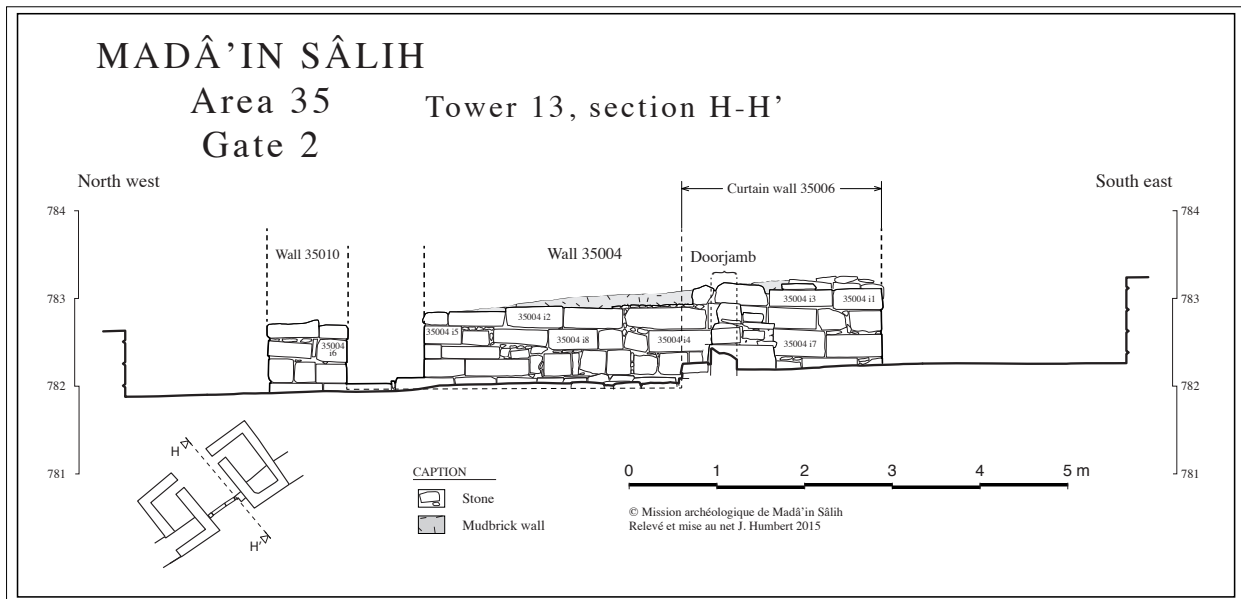 MADÂ’IN SÂLIH
Area 35
Gate 2
Tower 13, section H-H’
North west
South east
Curtain wall 35006
784
784
Wall 35010
Wall 35004
Doorjamb
783
783
35004 i3
35004 i1
35004 i2
35004 i5
35004 i8
35004 i4
35004 i7
35004
i6
782
782
781
781
H
H'
CAPTION
Stone
Mudbrick wall
0 1 2 3 4 5 m
© Mission archéologique de Madâ’in Sâlih
Relevé et mise au net J. Humbert 2015